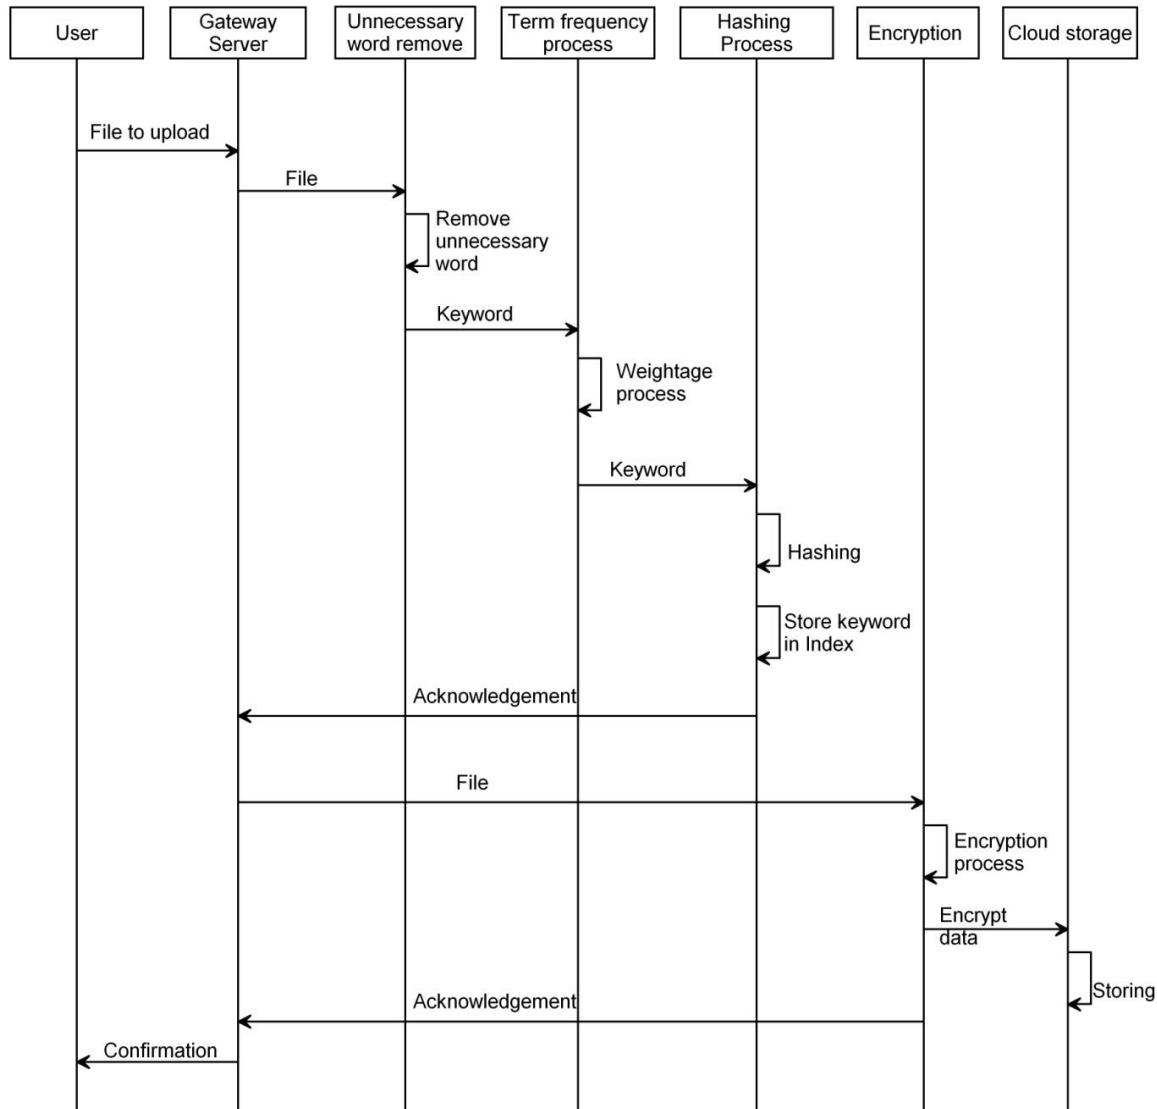 User
Gateway
Server
Unnecessary
word remove
Term frequency
process
Hashing
Process
Encryption
Cloud storage
File to upload
File
Remove
unnecessary
word
Keyword
Weightage
process
Keyword
Hashing
Store keyword
in Index
Acknowledgement
File
Encryption
process
Encrypt
data
Storing
Acknowledgement
Confirmation